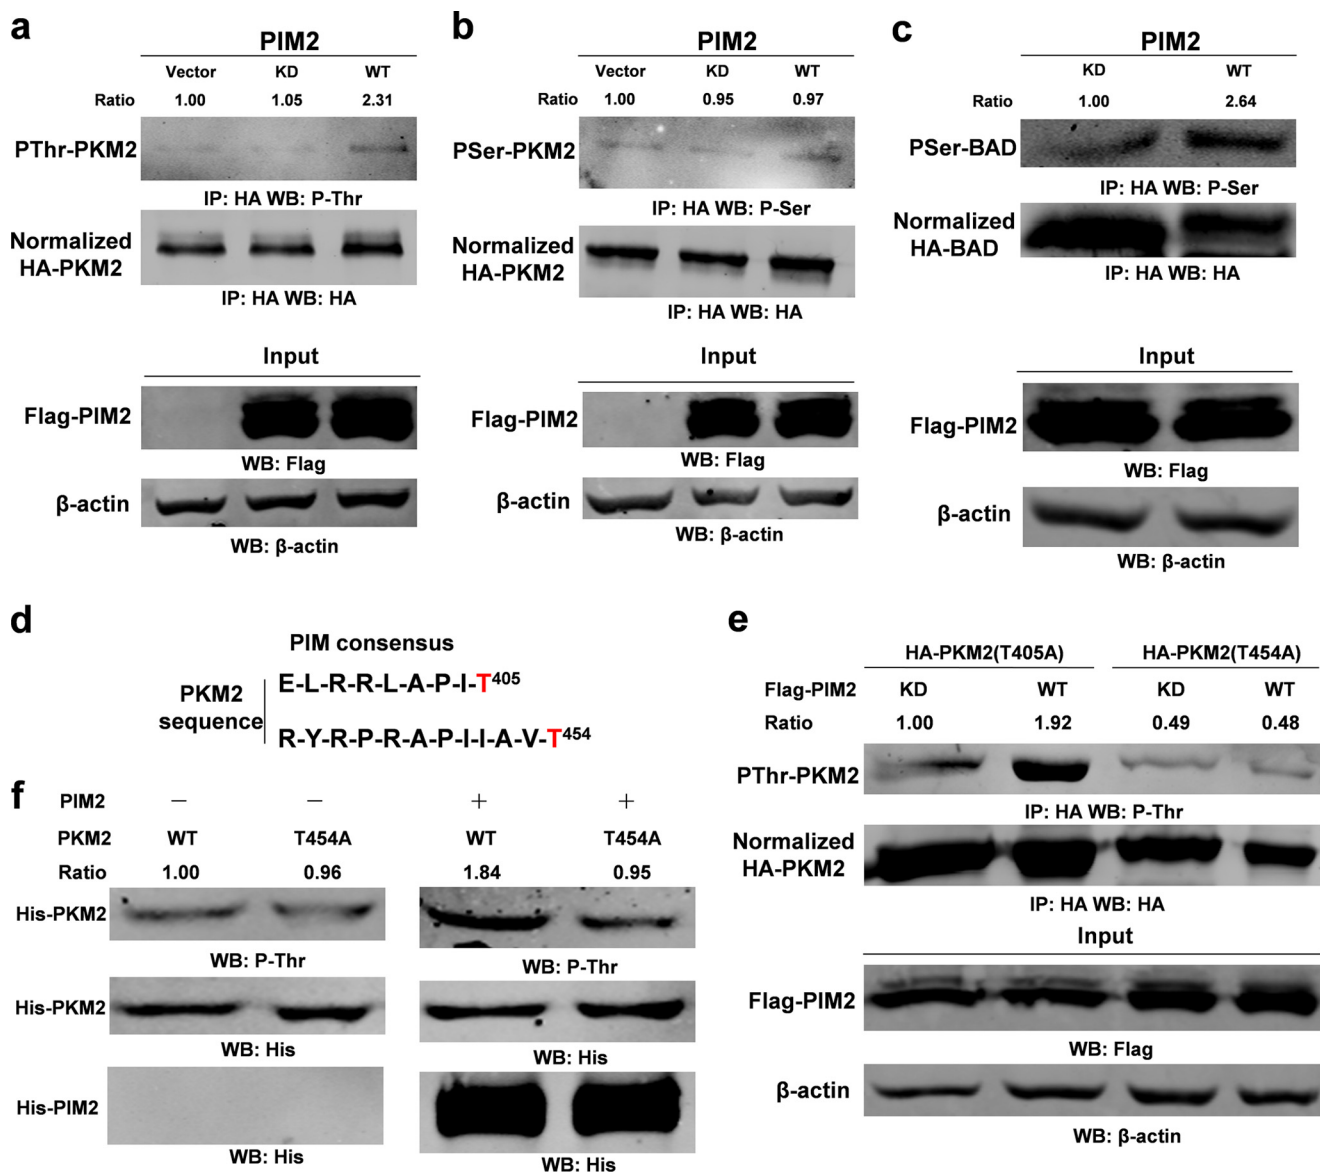 a
PIM2
Vector KD WT
Ratio 1.00 1.05 2.31
PThr-PKM2
IP: HA WB: P-Thr
Normalized
HA-PKM2
IP: HA WB: HA
Input
Flag-PIM2
WB: Flag
β-actin
WB: β-actin
b
PIM2
Vector KD WT
Ratio 1.00 0.95 0.97
PSer-PKM2
IP: HA WB: P-Ser
Normalized
HA-PKM2
IP: HA WB: HA
Input
Flag-PIM2
WB: Flag
β-actin
WB: β-actin
c
PIM2
KD WT
Ratio 1.00 2.64
PSer-BAD
IP: HA WB: P-Ser
Normalized
HA-BAD
IP: HA WB: HA
Input
Flag-PIM2
WB: Flag
β-actin
WB: β-actin
d
PIM consensus
PKM2
sequence
E-L-R-R-L-A-P-I-T405
R-Y-R-P-R-A-P-I-I-A-V-T454
e
HA-PKM2(T405A) HA-PKM2(T454A)
Flag-PIM2 KD WT KD WT
Ratio 1.00 1.92 0.49 0.48
PThr-PKM2
IP: HA WB: P-Thr
Normalized
HA-PKM2
IP: HA WB: HA
Input
Flag-PIM2
WB: Flag
β-actin
WB: β-actin
f
PIM2 − − + +
PKM2 WT T454A WT T454A
Ratio 1.00 0.96 1.84 0.95
His-PKM2
WB: P-Thr WB: P-Thr
His-PKM2
WB: His WB: His
His-PIM2
WB: His WB: His